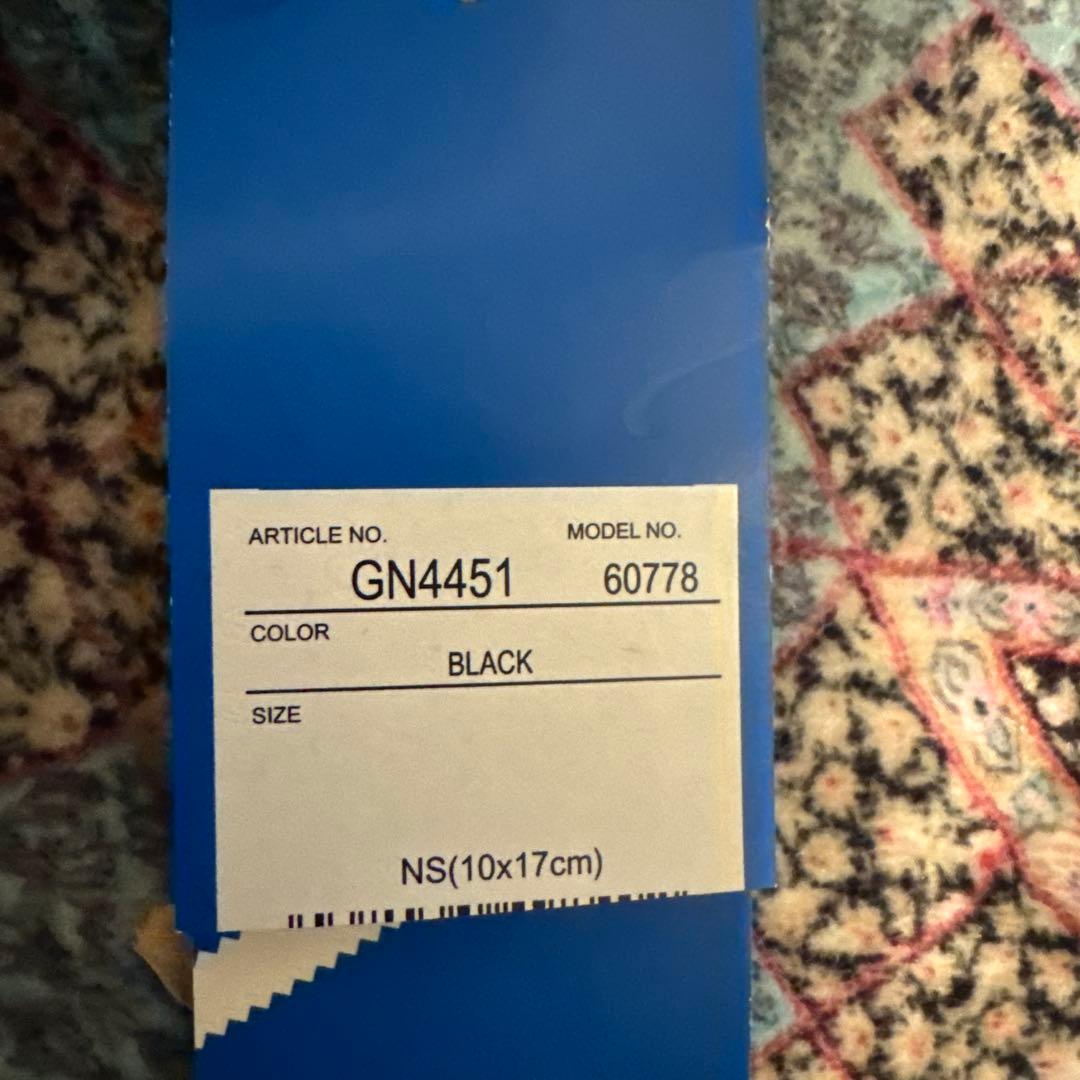 ARTICLE NO. MODEL NO.
GN4451 60778
COLOR
BLACK
SIZE
NS(10x17cm)